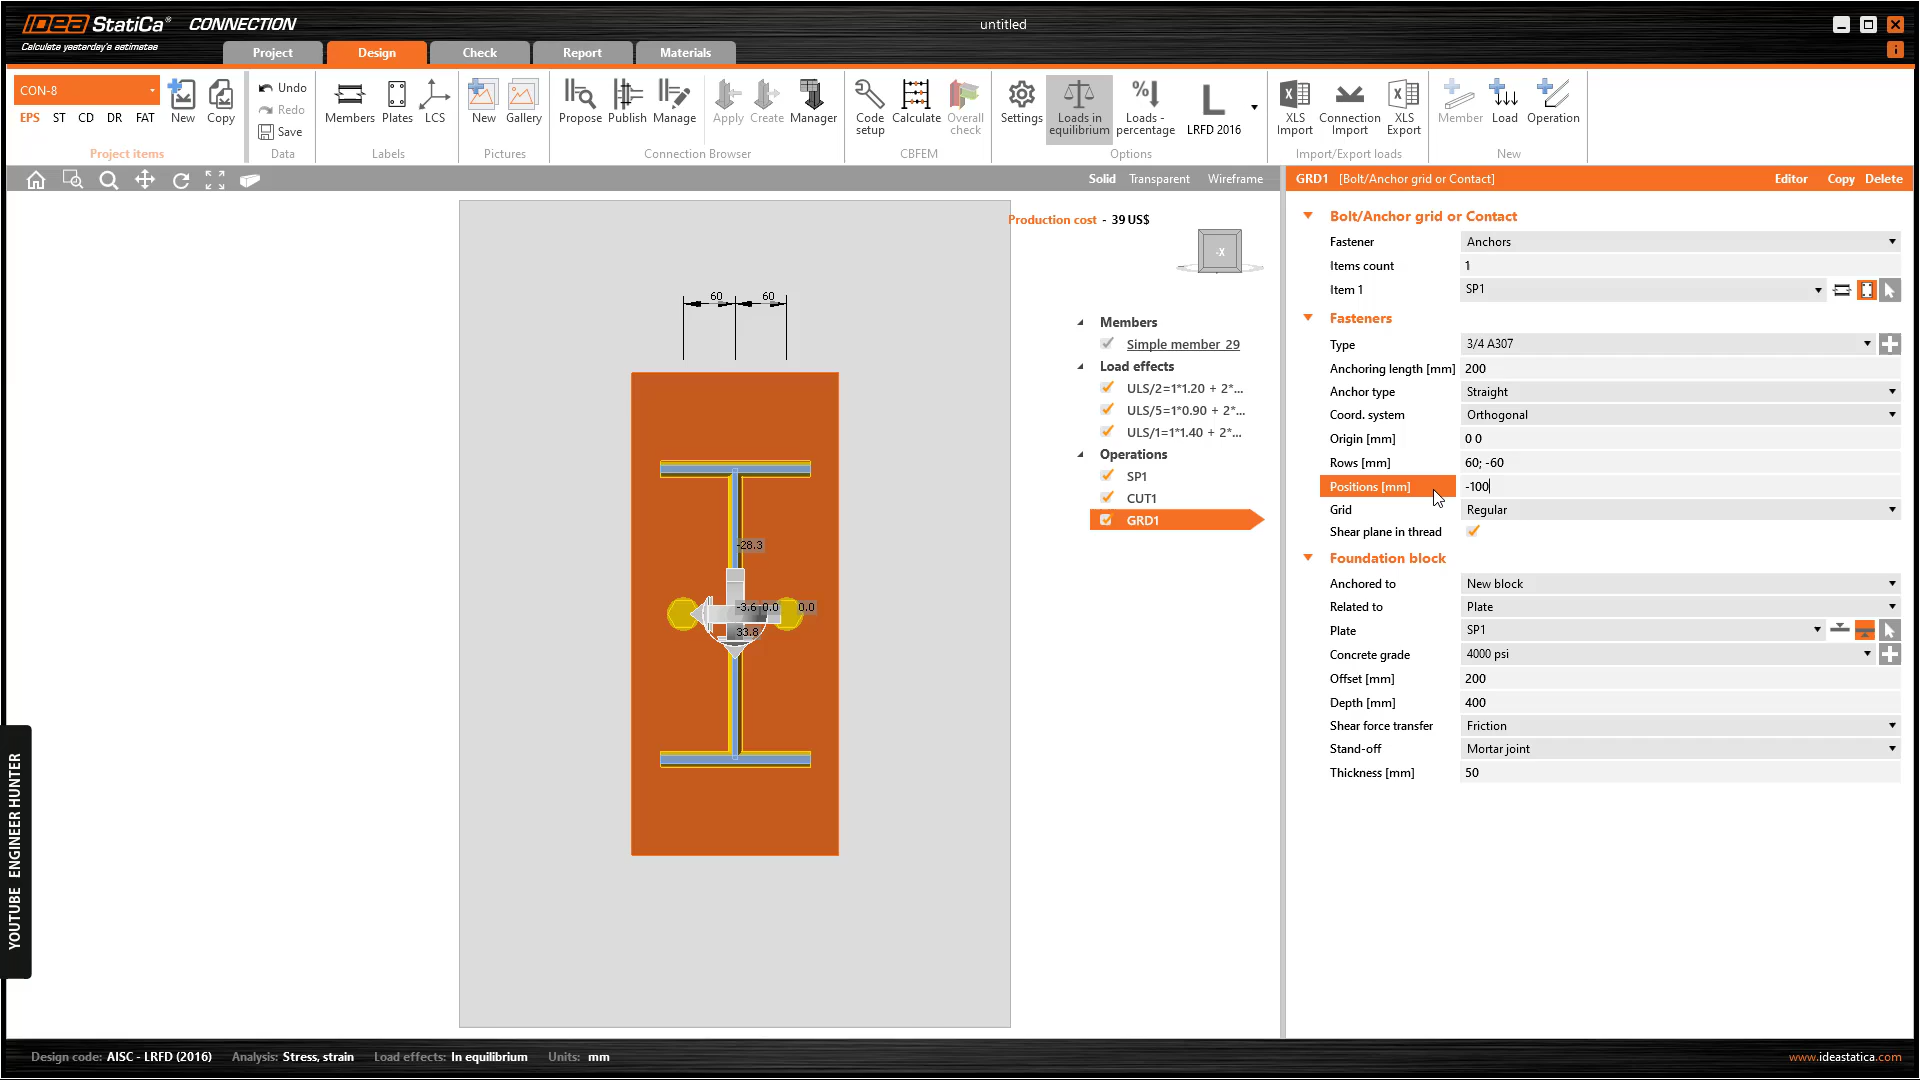 IDEA StatiCa® CONNECTION
Calculate yesterday's estimates
untitled
Project
Design
Check
Report
Materials
CON-8
EPS ST CD DR FAT
New
Copy
Project items
Undo
Redo
Save
Data
Members
Plates
LCS
Labels
New
Gallery
Pictures
Propose
Publish
Manage
Apply
Create
Manager
Connection Browser
Code setup
Calculate
Overall check
CBFEM
Settings
Loads in equilibrium
Loads - percentage
LRFD 2016
Options
XLS Import
Connection Import
XLS Export
Import/Export loads
Member
Load
Operation
New
Solid Transparent Wireframe
GRD1 [Bolt/Anchor grid or Contact] Editor Copy Delete
Production cost - 39 US$
-X
60 60
-28.3
-3.6 0.0 0.0
33.8
Members
Simple member 29
Load effects
ULS/2=1*1.20 + 2*...
ULS/5=1*0.90 + 2*...
ULS/1=1*1.40 + 2*...
Operations
SP1
CUT1
GRD1
Bolt/Anchor grid or Contact
Fastener Anchors
Items count 1
Item 1 SP1
Fasteners
Type 3/4 A307
Anchoring length [mm] 200
Anchor type Straight
Coord. system Orthogonal
Origin [mm] 0 0
Rows [mm] 60; -60
Positions [mm] -100
Grid Regular
Shear plane in thread
Foundation block
Anchored to New block
Related to Plate
Plate SP1
Concrete grade 4000 psi
Offset [mm] 200
Depth [mm] 400
Shear force transfer Friction
Stand-off Mortar joint
Thickness [mm] 50
YOUTUBE ENGINEER HUNTER
Design code: AISC - LRFD (2016) Analysis: Stress, strain Load effects: In equilibrium Units: mm
www.ideastatica.com